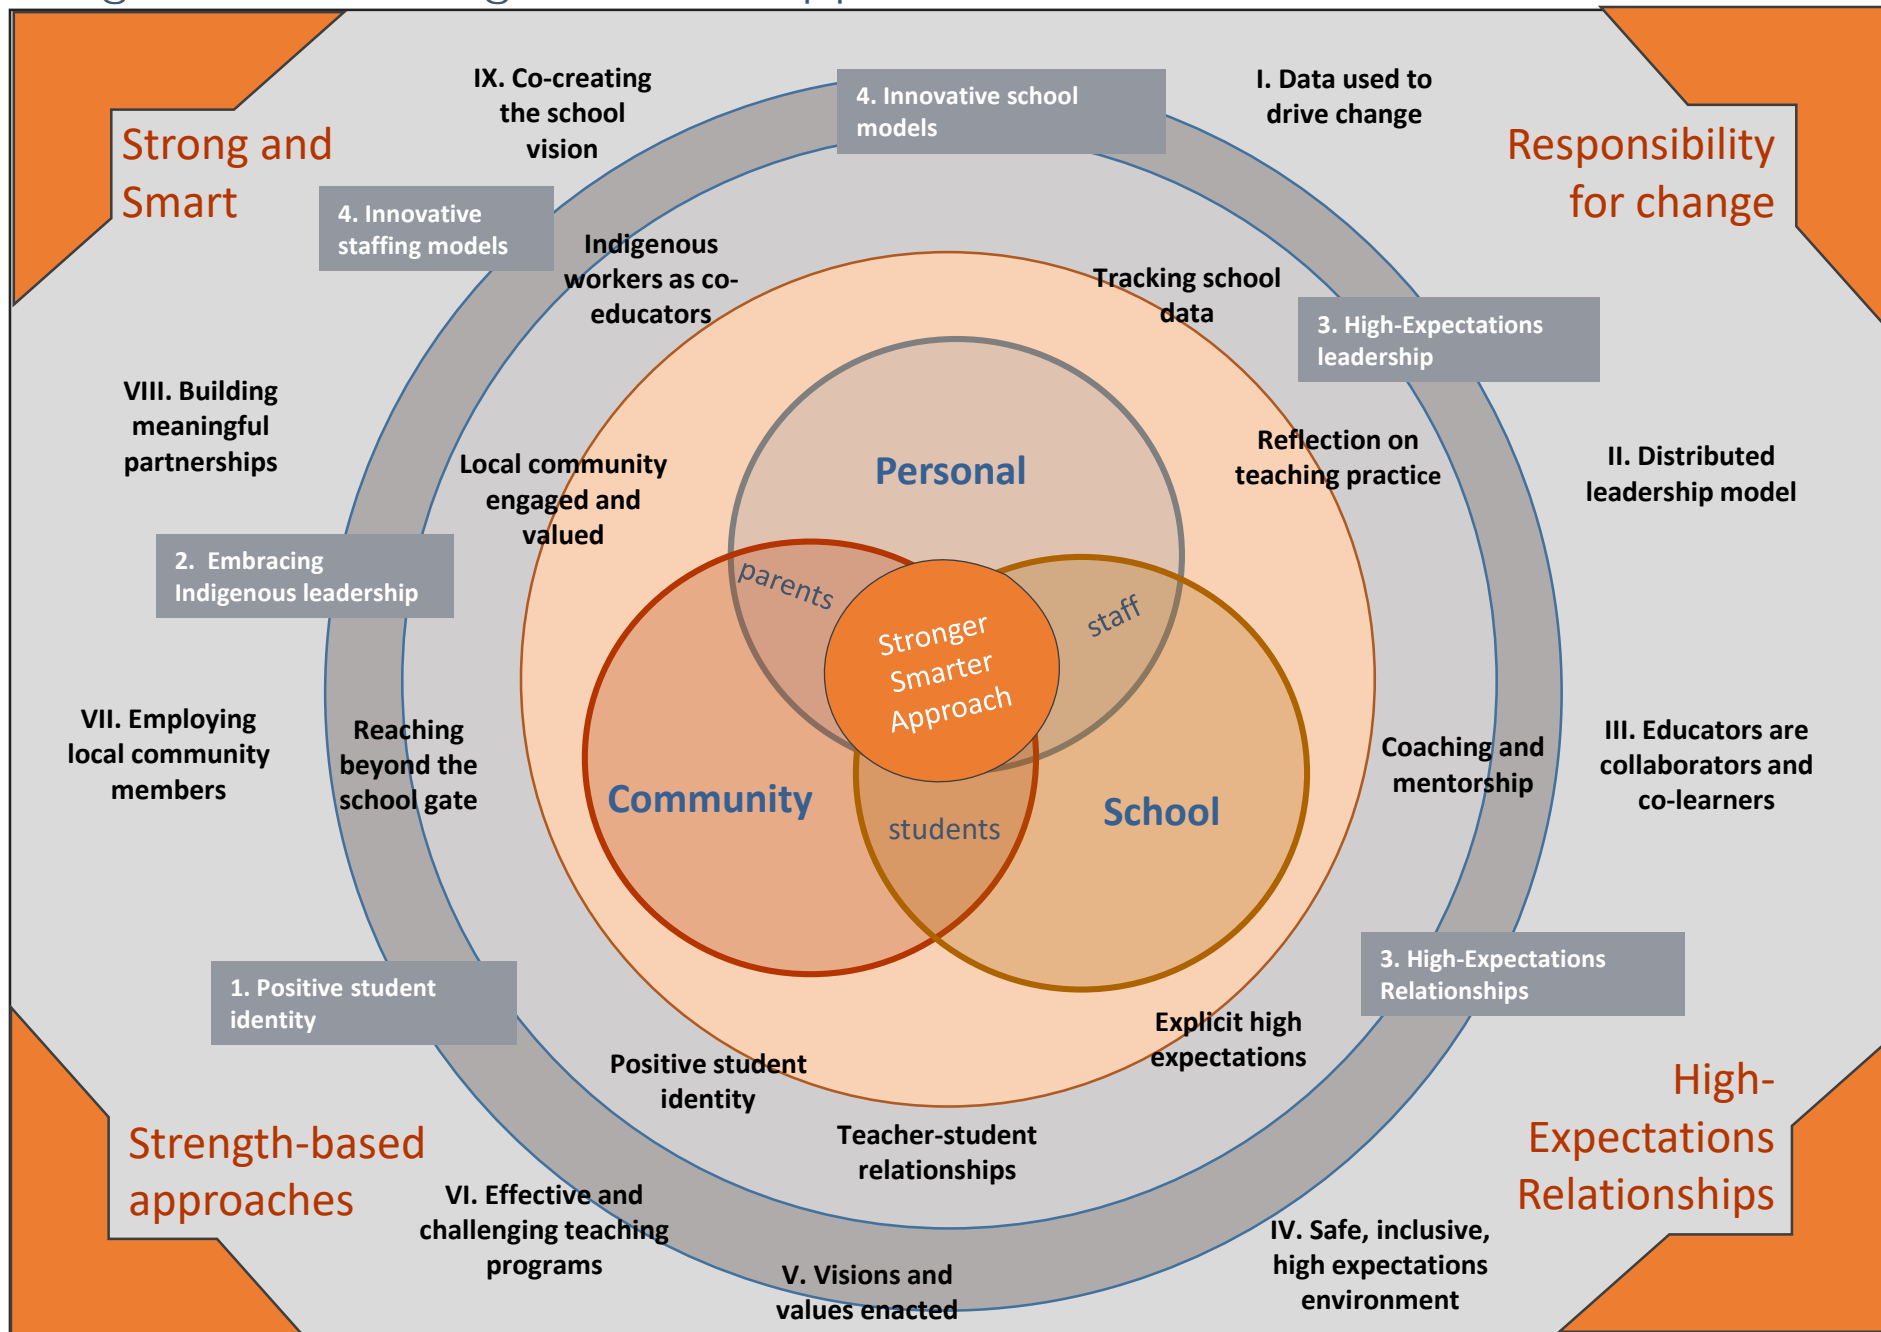 IX. Co-creating
the school
vision
4. Innovative school
models
I. Data used to
drive change
Strong and
Smart
Responsibility
for change
4. Innovative
staffing models
Indigenous
workers as co-
educators
Tracking school
data
3. High-Expectations
leadership
VIII. Building
meaningful
partnerships
Local community
engaged and
valued
Personal
Reflection on
teaching practice
II. Distributed
leadership model
2.  Embracing
Indigenous leadership
parents
staff
Stronger
Smarter
Approach
VII. Employing
local community
members
Reaching
beyond the
school gate
Community
School
students
Coaching and
mentorship
III. Educators are
collaborators and
co-learners
1. Positive student
identity
3. High-Expectations
Relationships
Positive student
identity
Explicit high
expectations
Teacher-student
relationships
Strength-based
approaches
High-
Expectations
Relationships
VI. Effective and
challenging teaching
programs
V. Visions and
values enacted
IV. Safe, inclusive,
high expectations
environment